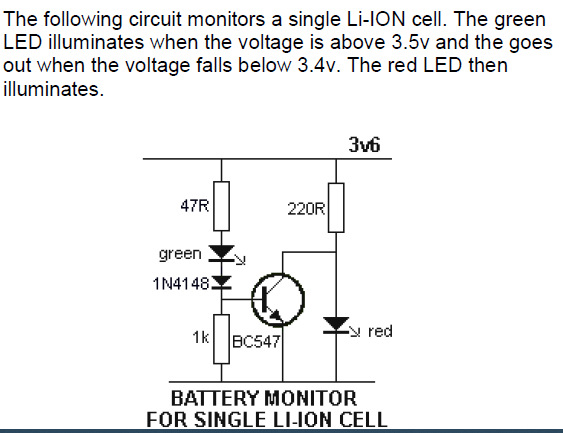 The following circuit monitors a single Li-ION cell. The green
LED illuminates when the voltage is above 3.5v and the goes
out when the voltage falls below 3.4v. The red LED then
illuminates.
3v6
47R
220R
green
1N4148
1k
BC547
red
BATTERY MONITOR
FOR SINGLE LI-ION CELL